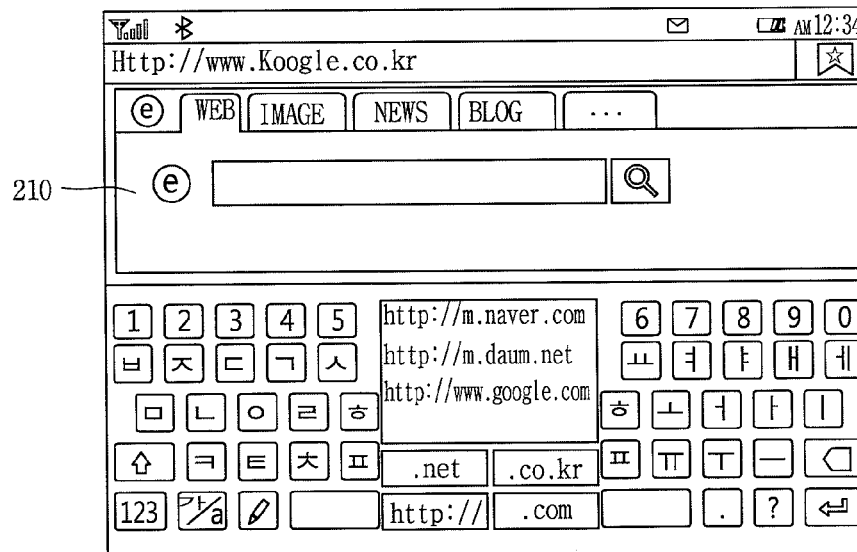 AM 12:34
Http://www.Koogle.co.kr
e WEB IMAGE NEWS BLOG ...
210 e
1 2 3 4 5 http://m.naver.com 6 7 8 9 0
ㅂ ㅈ ㄷ ㄱ ㅅ http://m.daum.net ㅛ ㅕ ㅑ ㅐ ㅔ
http://www.google.com
ㅁ ㄴ ㅇ ㄹ ㅎ ㅎ ㅗ ㅓ ㅏ ㅣ
ㅋ ㅌ ㅊ ㅍ .net .co.kr ㅍ ㅠ ㅜ ㅡ
123 가/a http:// .com . ?